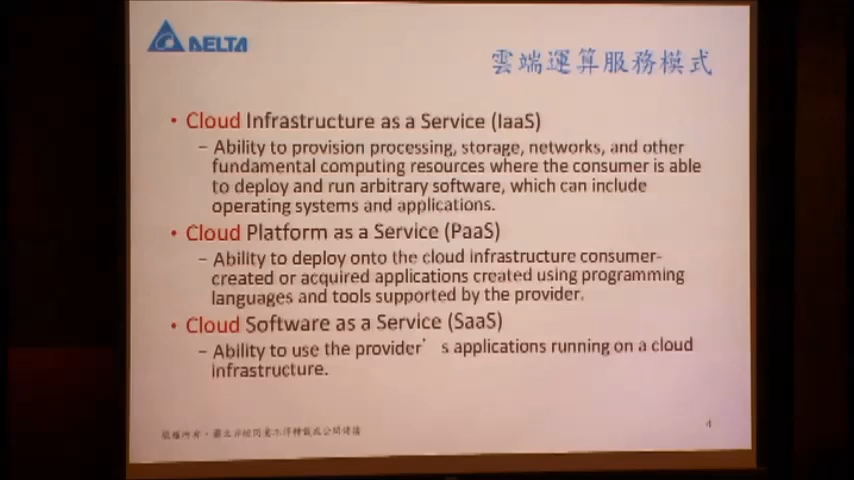 DELTA
雲端運算服務模式
• Cloud Infrastructure as a Service (IaaS)
– Ability to provision processing, storage, networks, and other
fundamental computing resources where the consumer is able
to deploy and run arbitrary software, which can include
operating systems and applications.
• Cloud Platform as a Service (PaaS)
– Ability to deploy onto the cloud infrastructure consumer-
created or acquired applications created using programming
languages and tools supported by the provider.
• Cloud Software as a Service (SaaS)
– Ability to use the provider’ s applications running on a cloud
infrastructure.
4